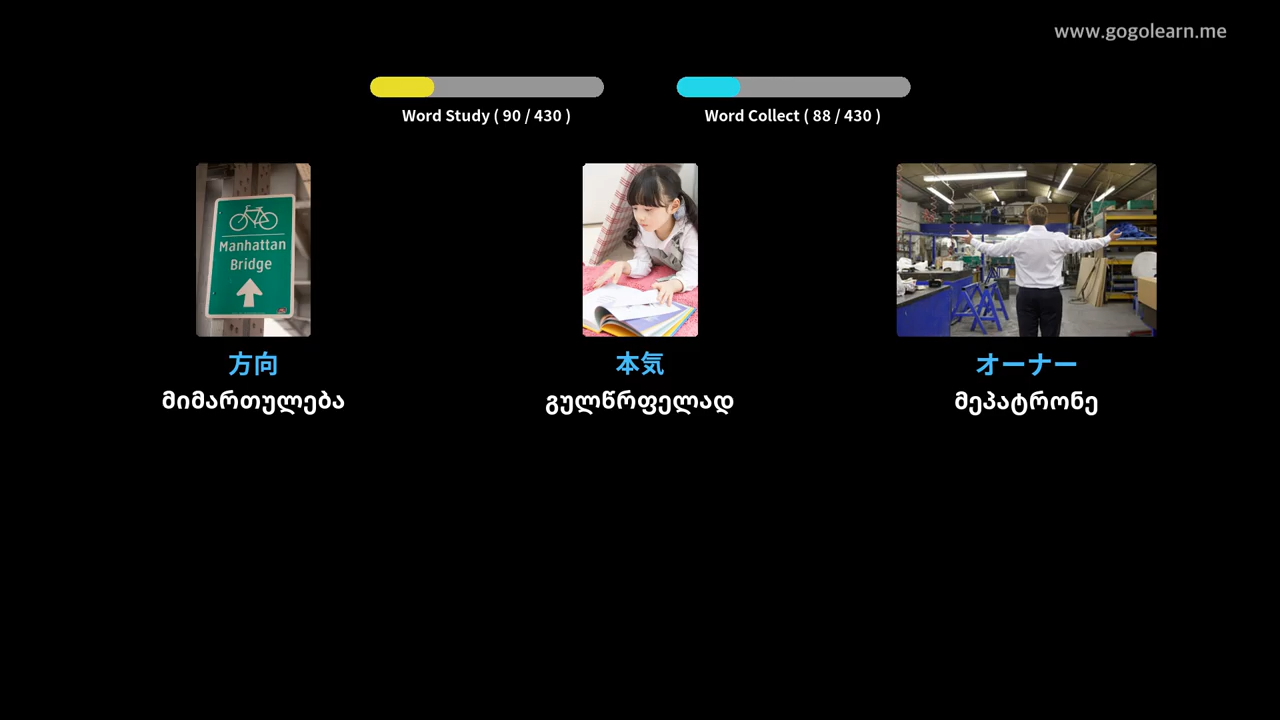 www.gogolearn.me
Word Study ( 90 / 430 )
Word Collect ( 88 / 430 )
Manhattan
Bridge
方向
本気
オーナー
მიმართულება
გულწრფელად
მეპატრონე